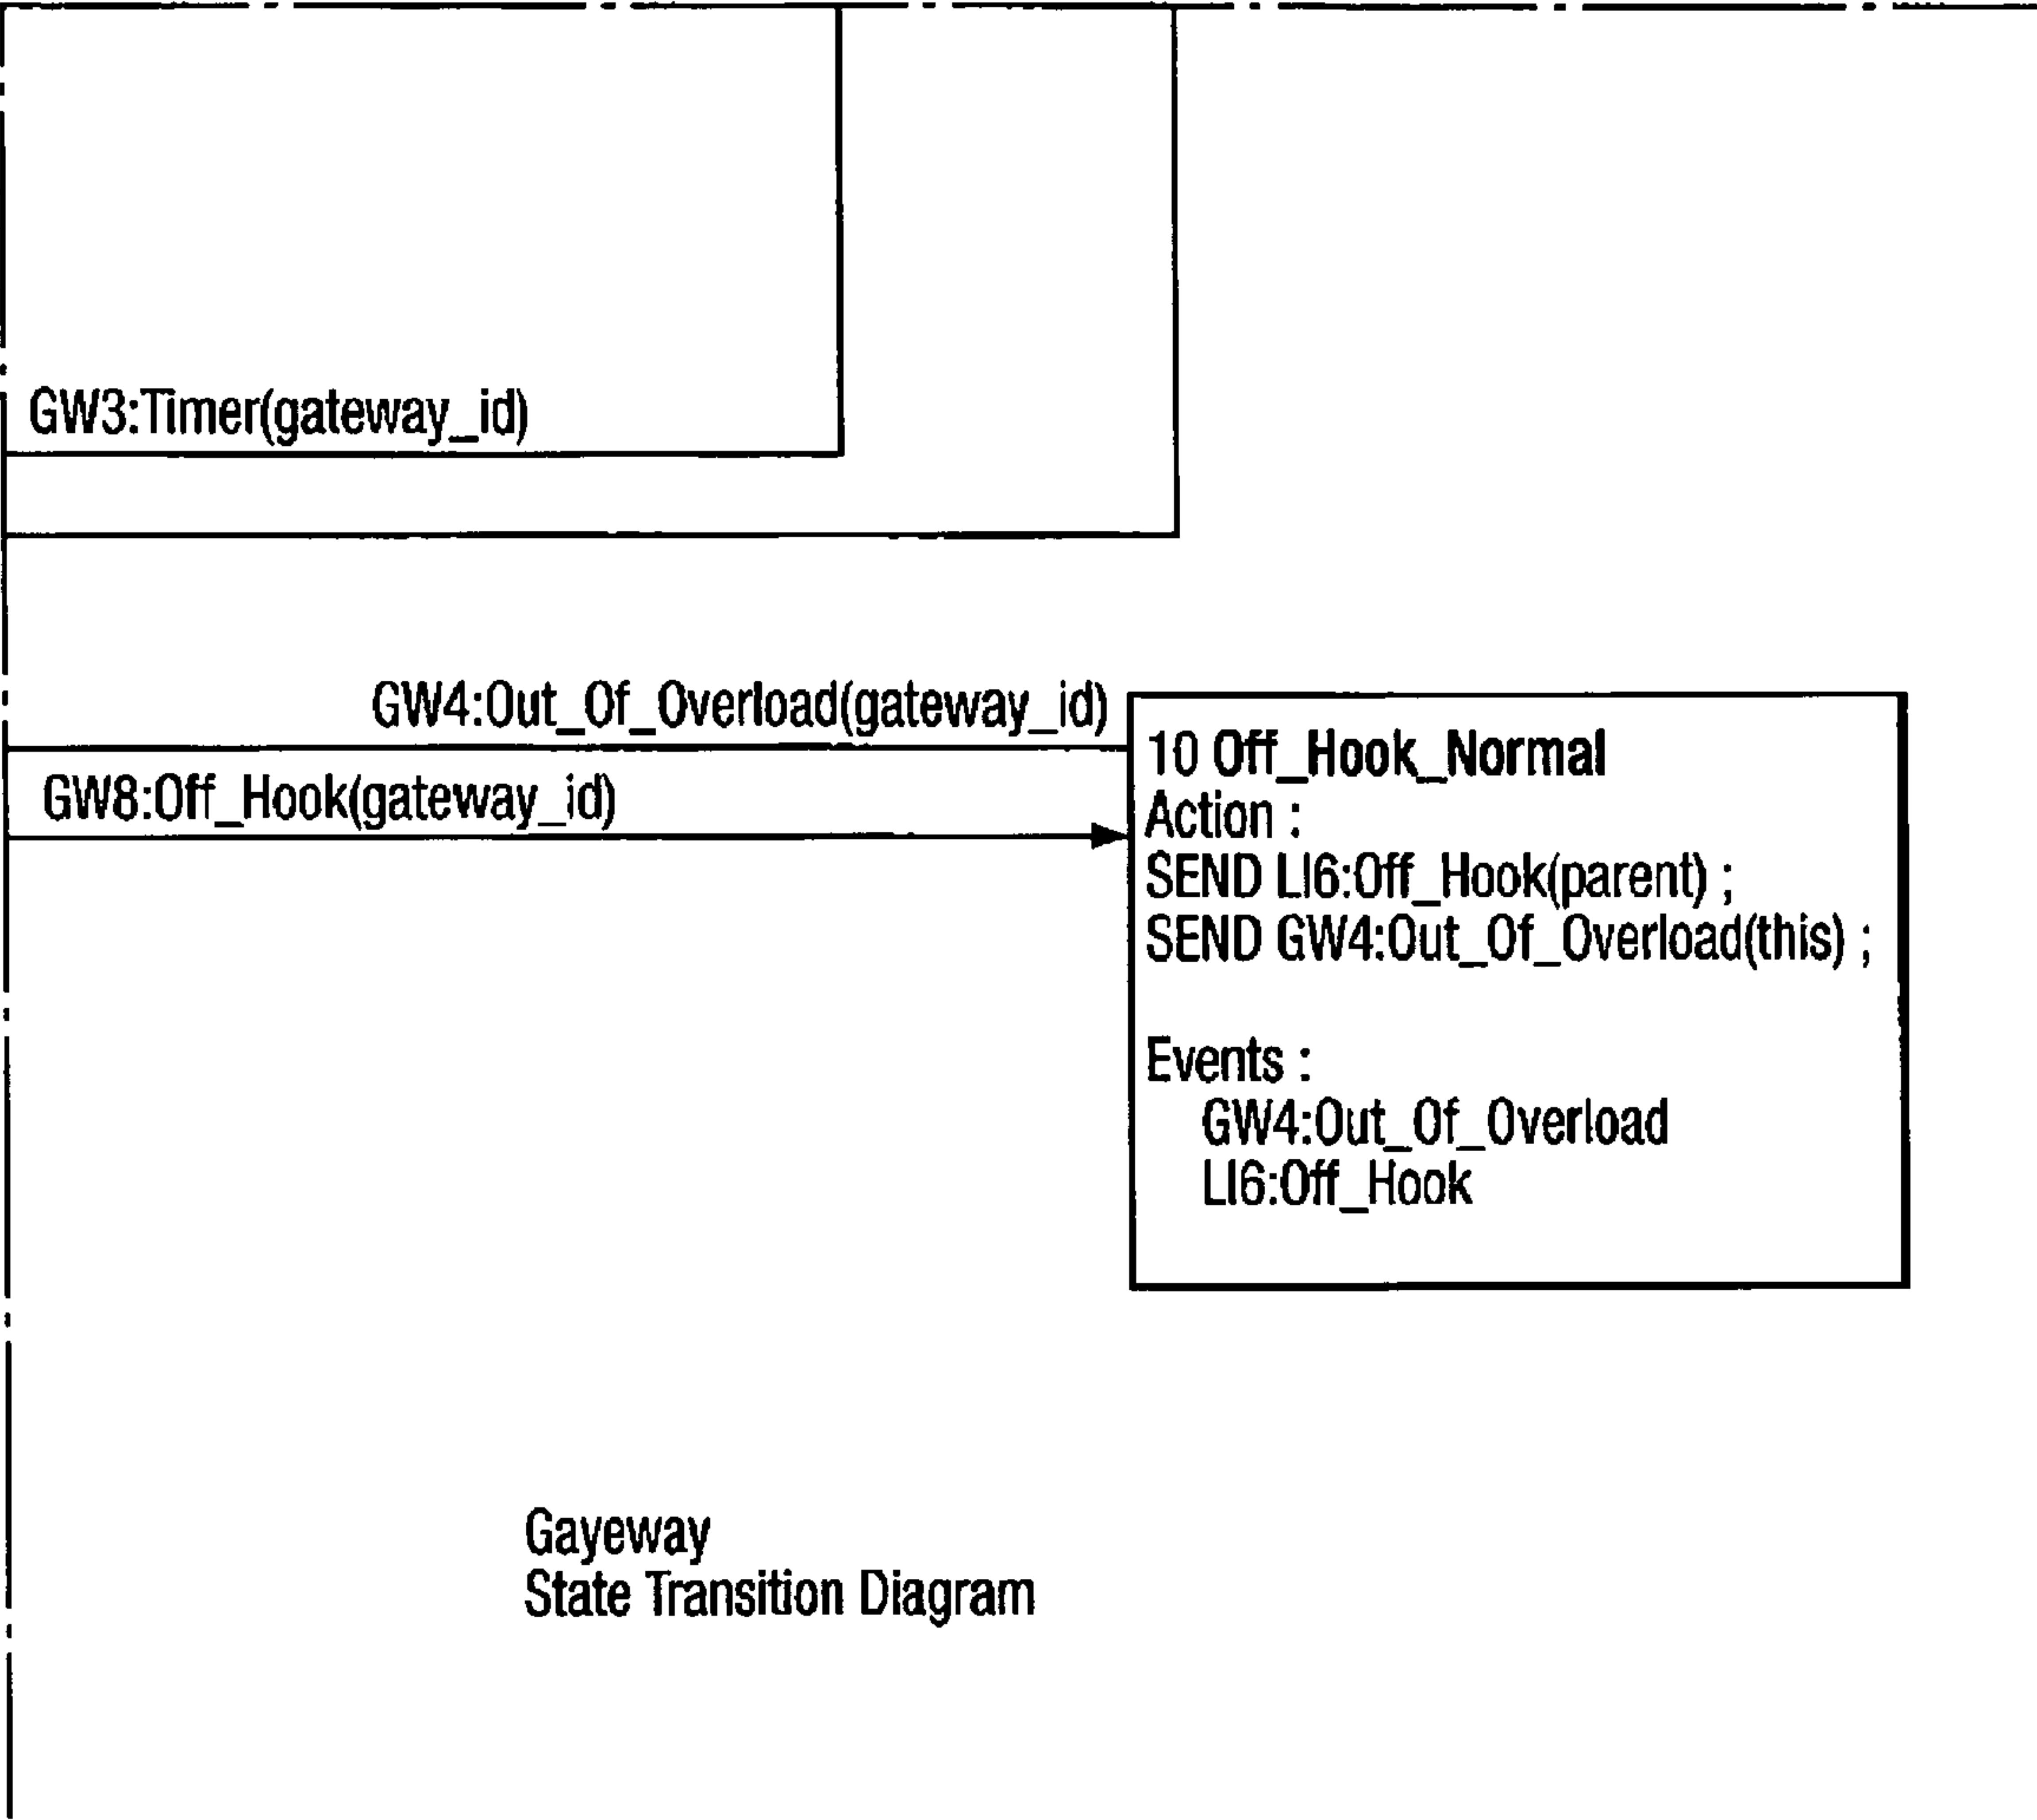 GW3:Timer(gateway_id)
GW4:Out_Of_Overload(gateway_id)
GW8:Off_Hook(gateway_id)
10 Off_Hook_Normal
Action :
SEND LI6:Off_Hook(parent) ;
SEND GW4:Out_Of_Overload(this) ;
Events :
GW4:Out_Of_Overload
LI6:Off_Hook
Gayeway
State Transition Diagram